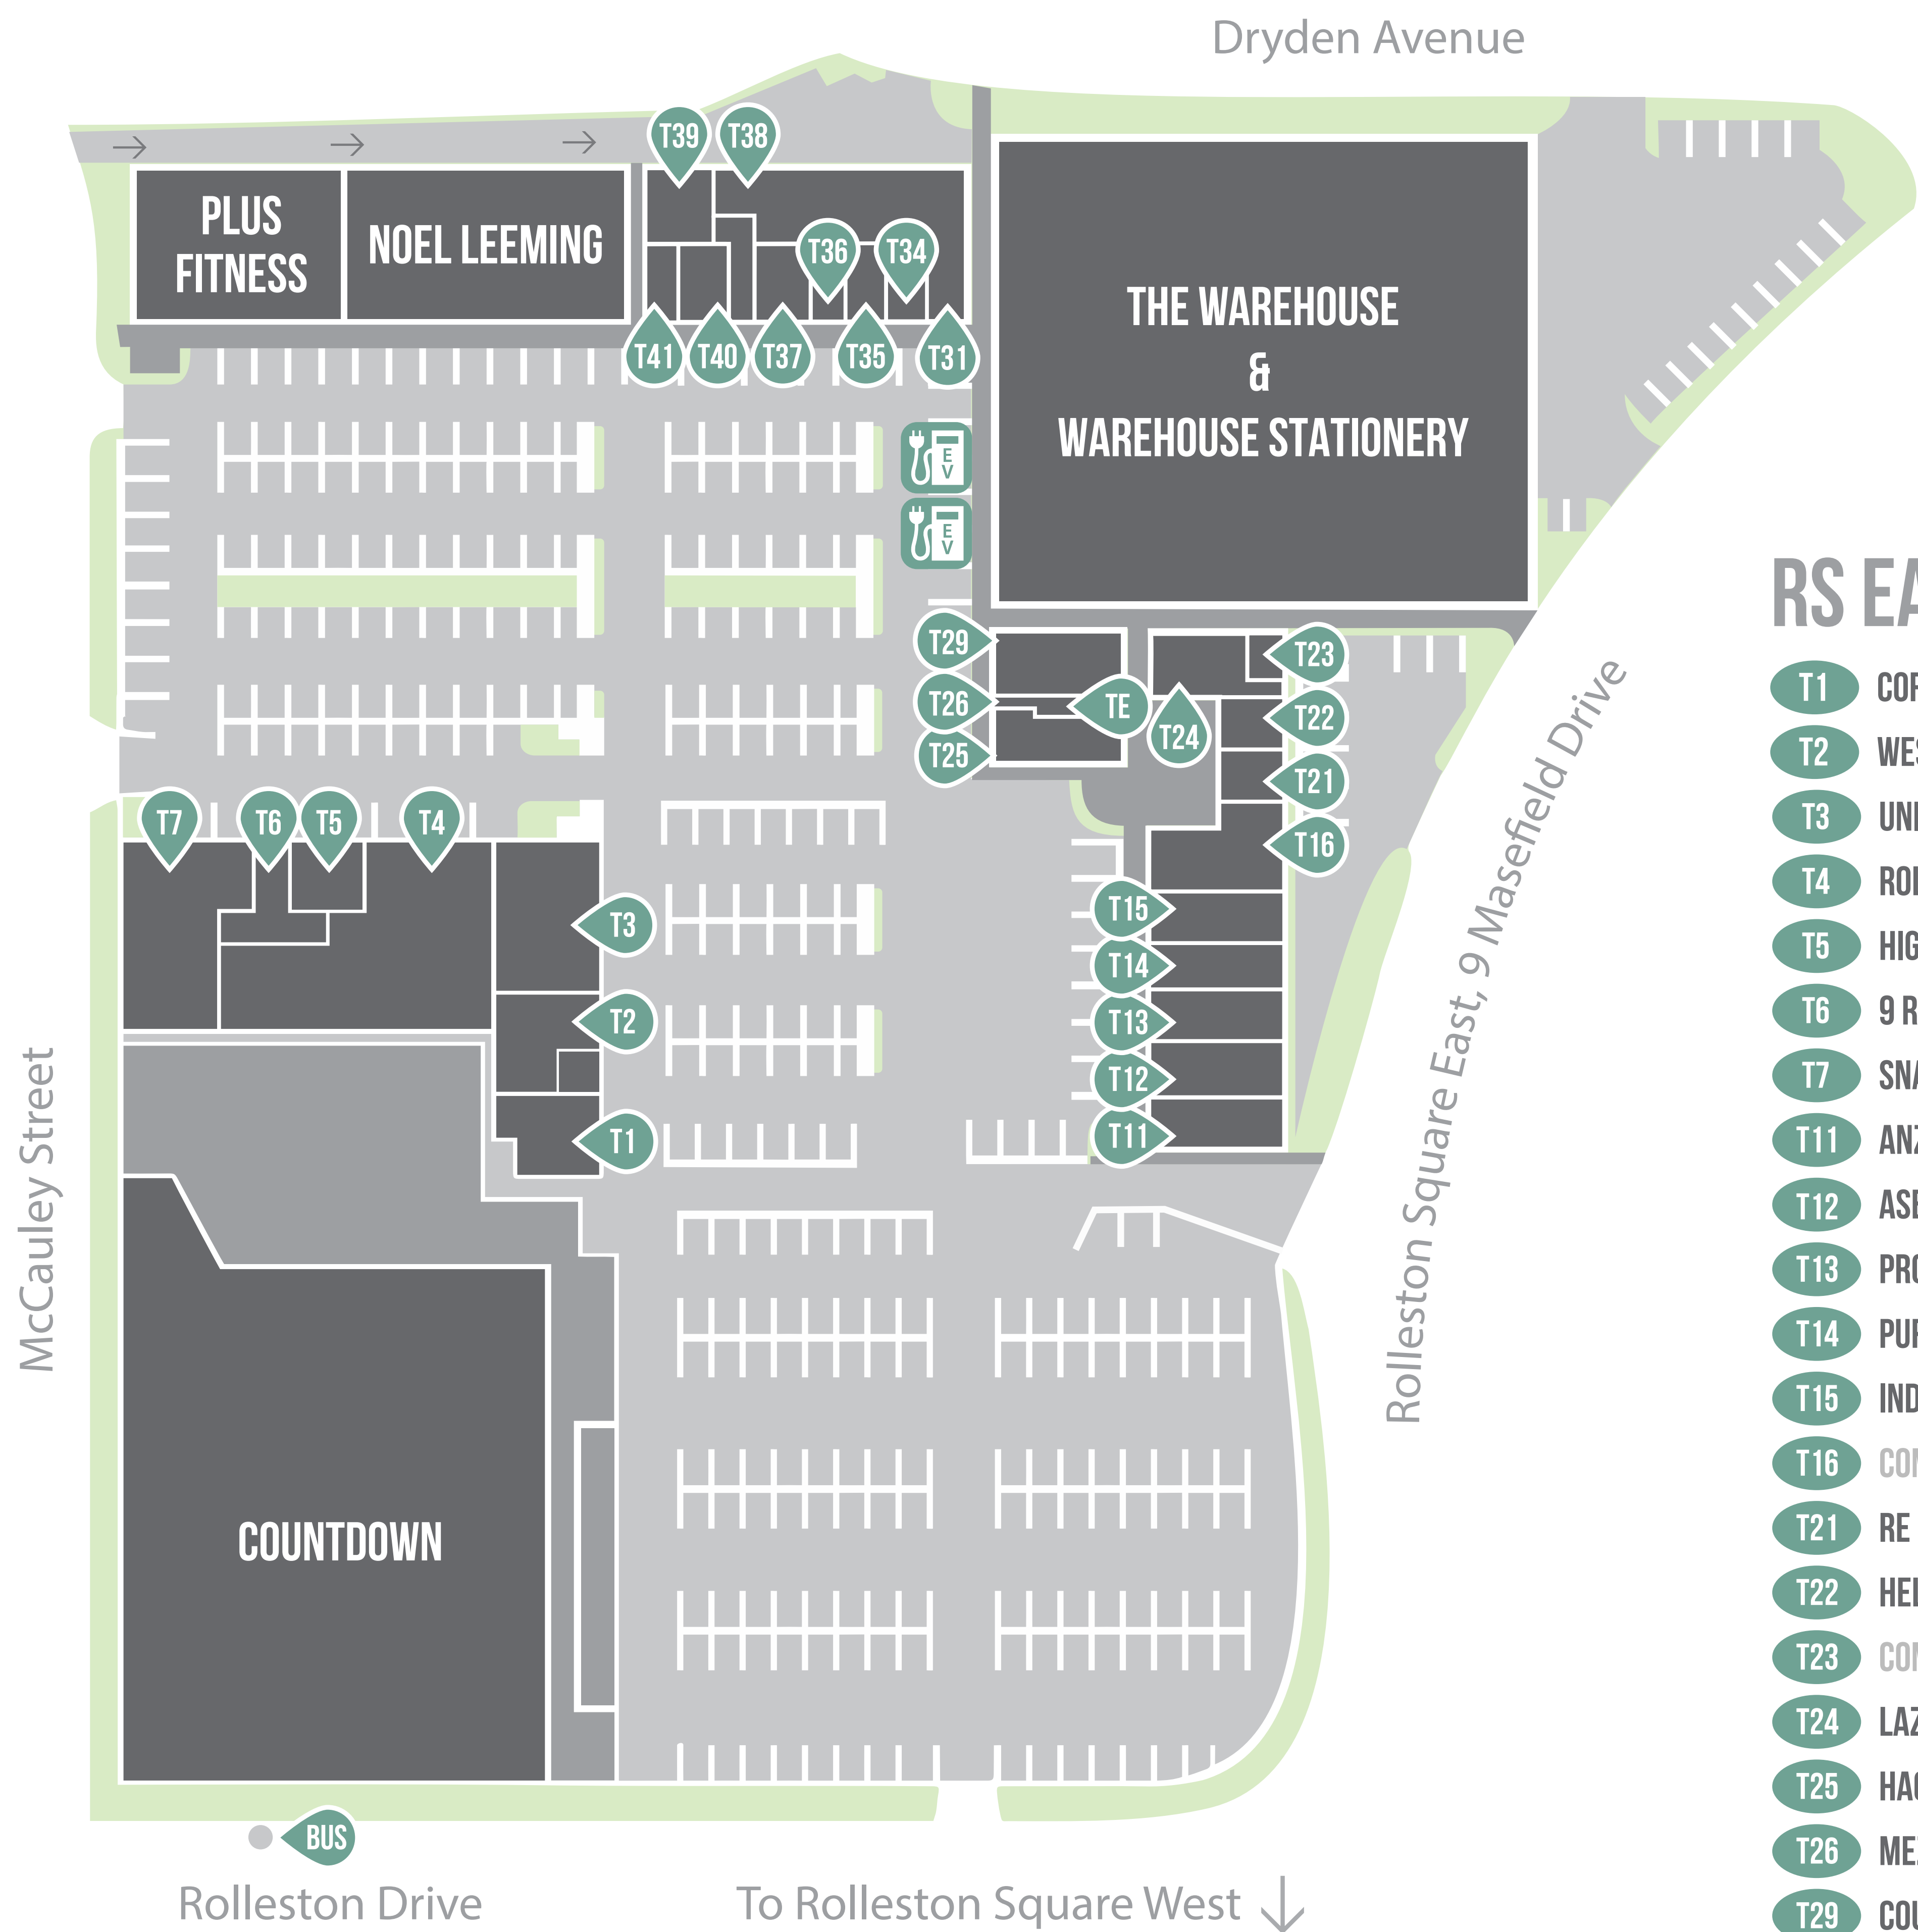 Dryden Avenue
T39
T38
PLUS
FITNESS
NOEL LEEMING
T36
T34
T41
T40
T37
T35
T31
THE WAREHOUSE
&
WAREHOUSE STATIONERY
E
V
E
V
T29
T26
T25
TE
T24
T23
T22
T21
T16
T7
T6
T5
T4
T3
T2
T1
T15
T14
T13
T12
T11
McCauley Street
Rolleston Square East, 9 Masefield Drive
COUNTDOWN
BUS
Rolleston Drive
To Rolleston Square West
RS
T1
T2
T3
T4
T5
T6 9
T7
T11
T12
T13
T14
T15
T16
T21 RE
T22
T23
T24
T25
T26
T29